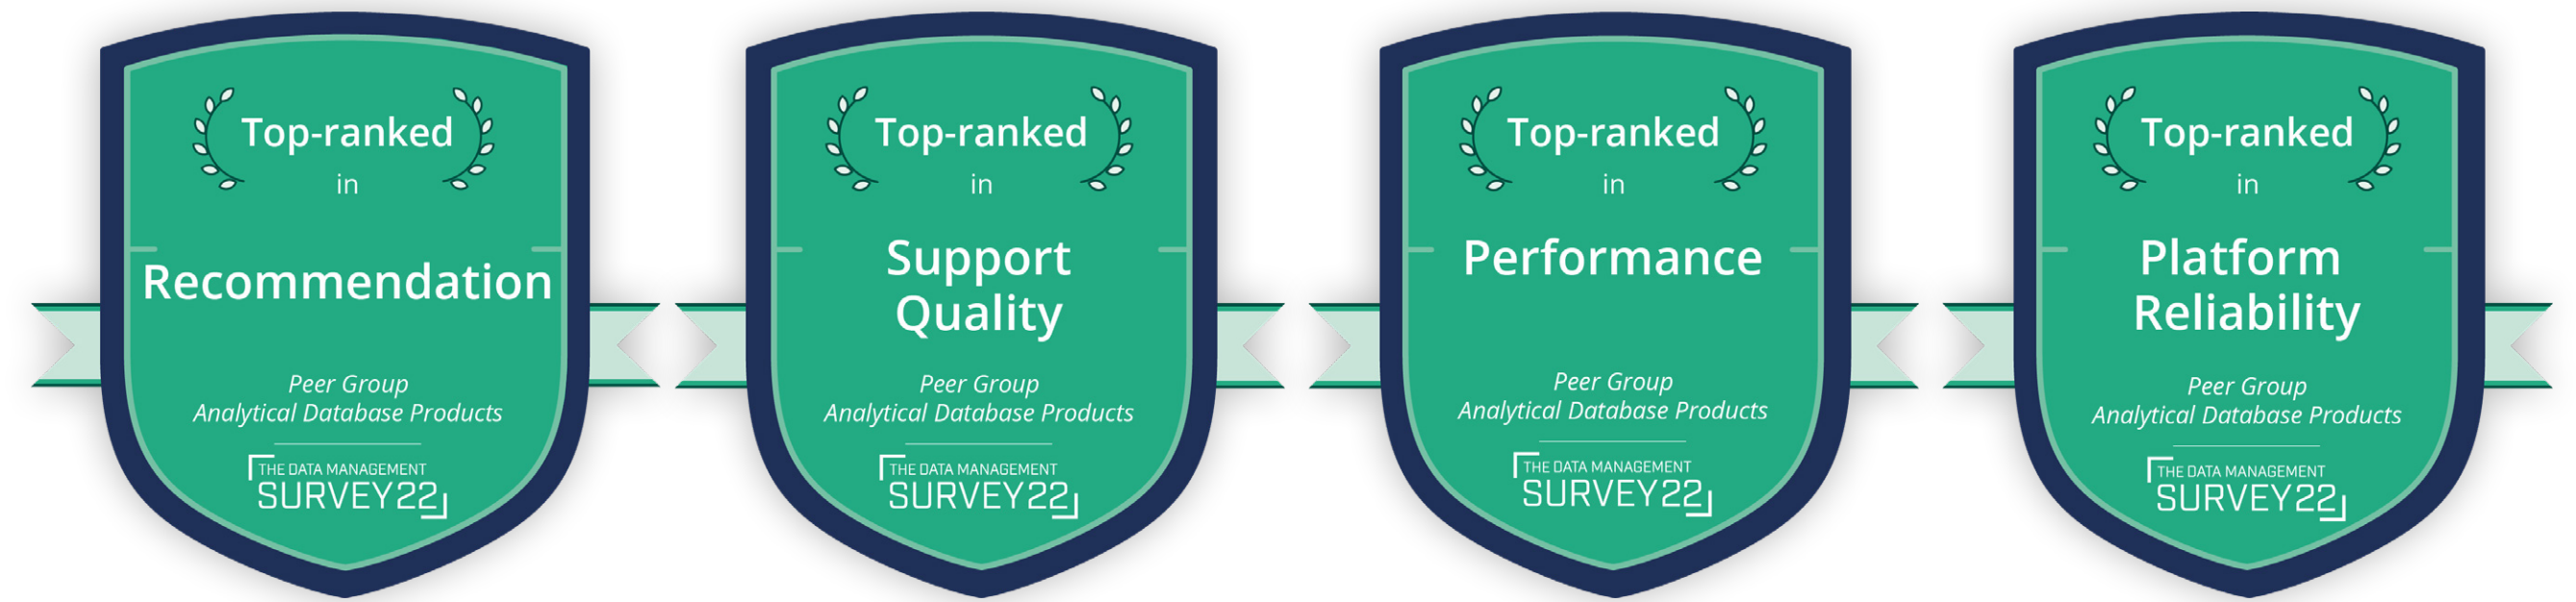 Top-ranked
in
Recommendation
Peer Group
Analytical Database Products
THE DATA MANAGEMENT
SURVEY22
Top-ranked
in
Support
Quality
Peer Group
Analytical Database Products
THE DATA MANAGEMENT
SURVEY22
Top-ranked
in
Performance
Peer Group
Analytical Database Products
THE DATA MANAGEMENT
SURVEY22
Top-ranked
in
Platform
Reliability
Peer Group
Analytical Database Products
THE DATA MANAGEMENT
SURVEY22